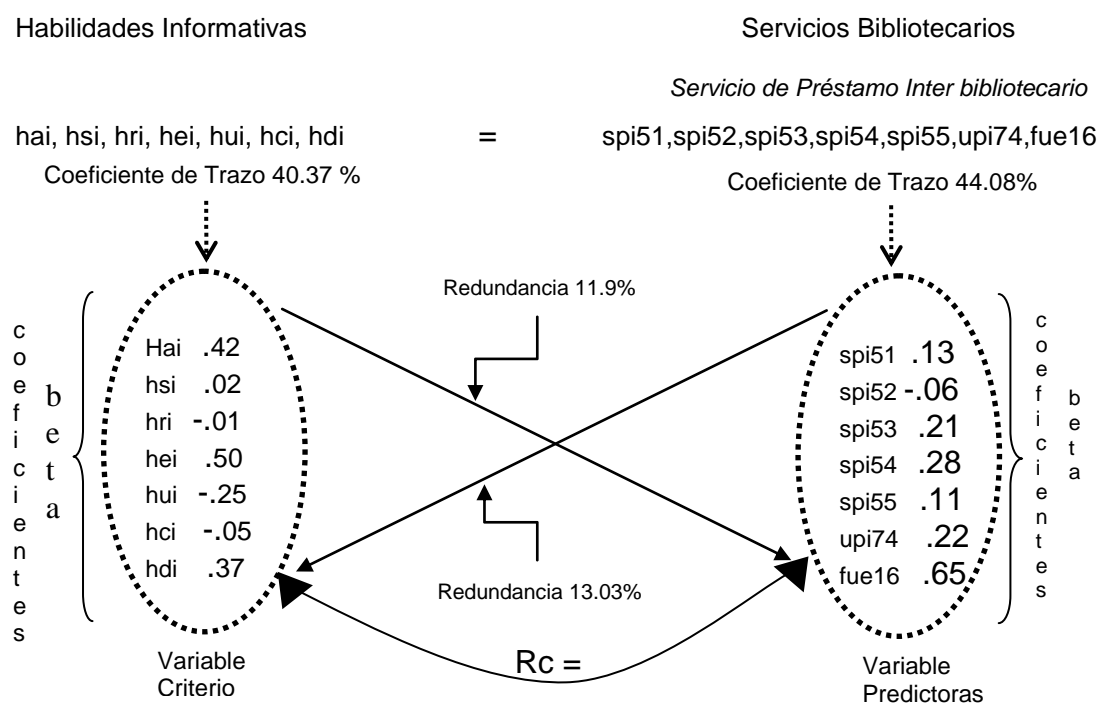 Habilidades Informativas
Servicios Bibliotecarios
Servicio de Préstamo Inter bibliotecario
hai, hsi, hri, hei, hui, hci, hdi = spi51,spi52,spi53,spi54,spi55,upi74,fue16
Coeficiente de Trazo 40.37 %
Coeficiente de Trazo 44.08%
Redundancia 11.9%
coeficientes
beta
Hai .42
hsi .02
hri -.01
hei .50
hui -.25
hci -.05
hdi .37
spi51 .13
spi52 -.06
spi53 .21
spi54 .28
spi55 .11
upi74 .22
fue16 .65
coeficientes
beta
Redundancia 13.03%
Rc =
Variable
Criterio
Variable
Predictoras